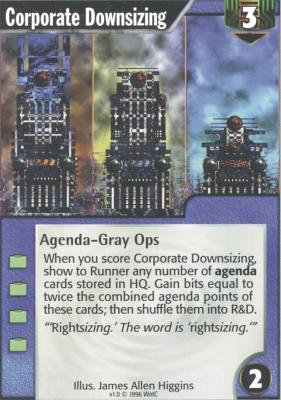 Corporate Downsizing
3
Agenda-Gray Ops
When you score Corporate Downsizing,
show to Runner any number of agenda
cards stored in HQ. Gain bits equal to
twice the combined agenda points of
these cards; then shuffle them into R&D.
"'Rightsizing.' The word is 'rightsizing.'"
Illus. James Allen Higgins
v1.0 © 1996 WotC
2